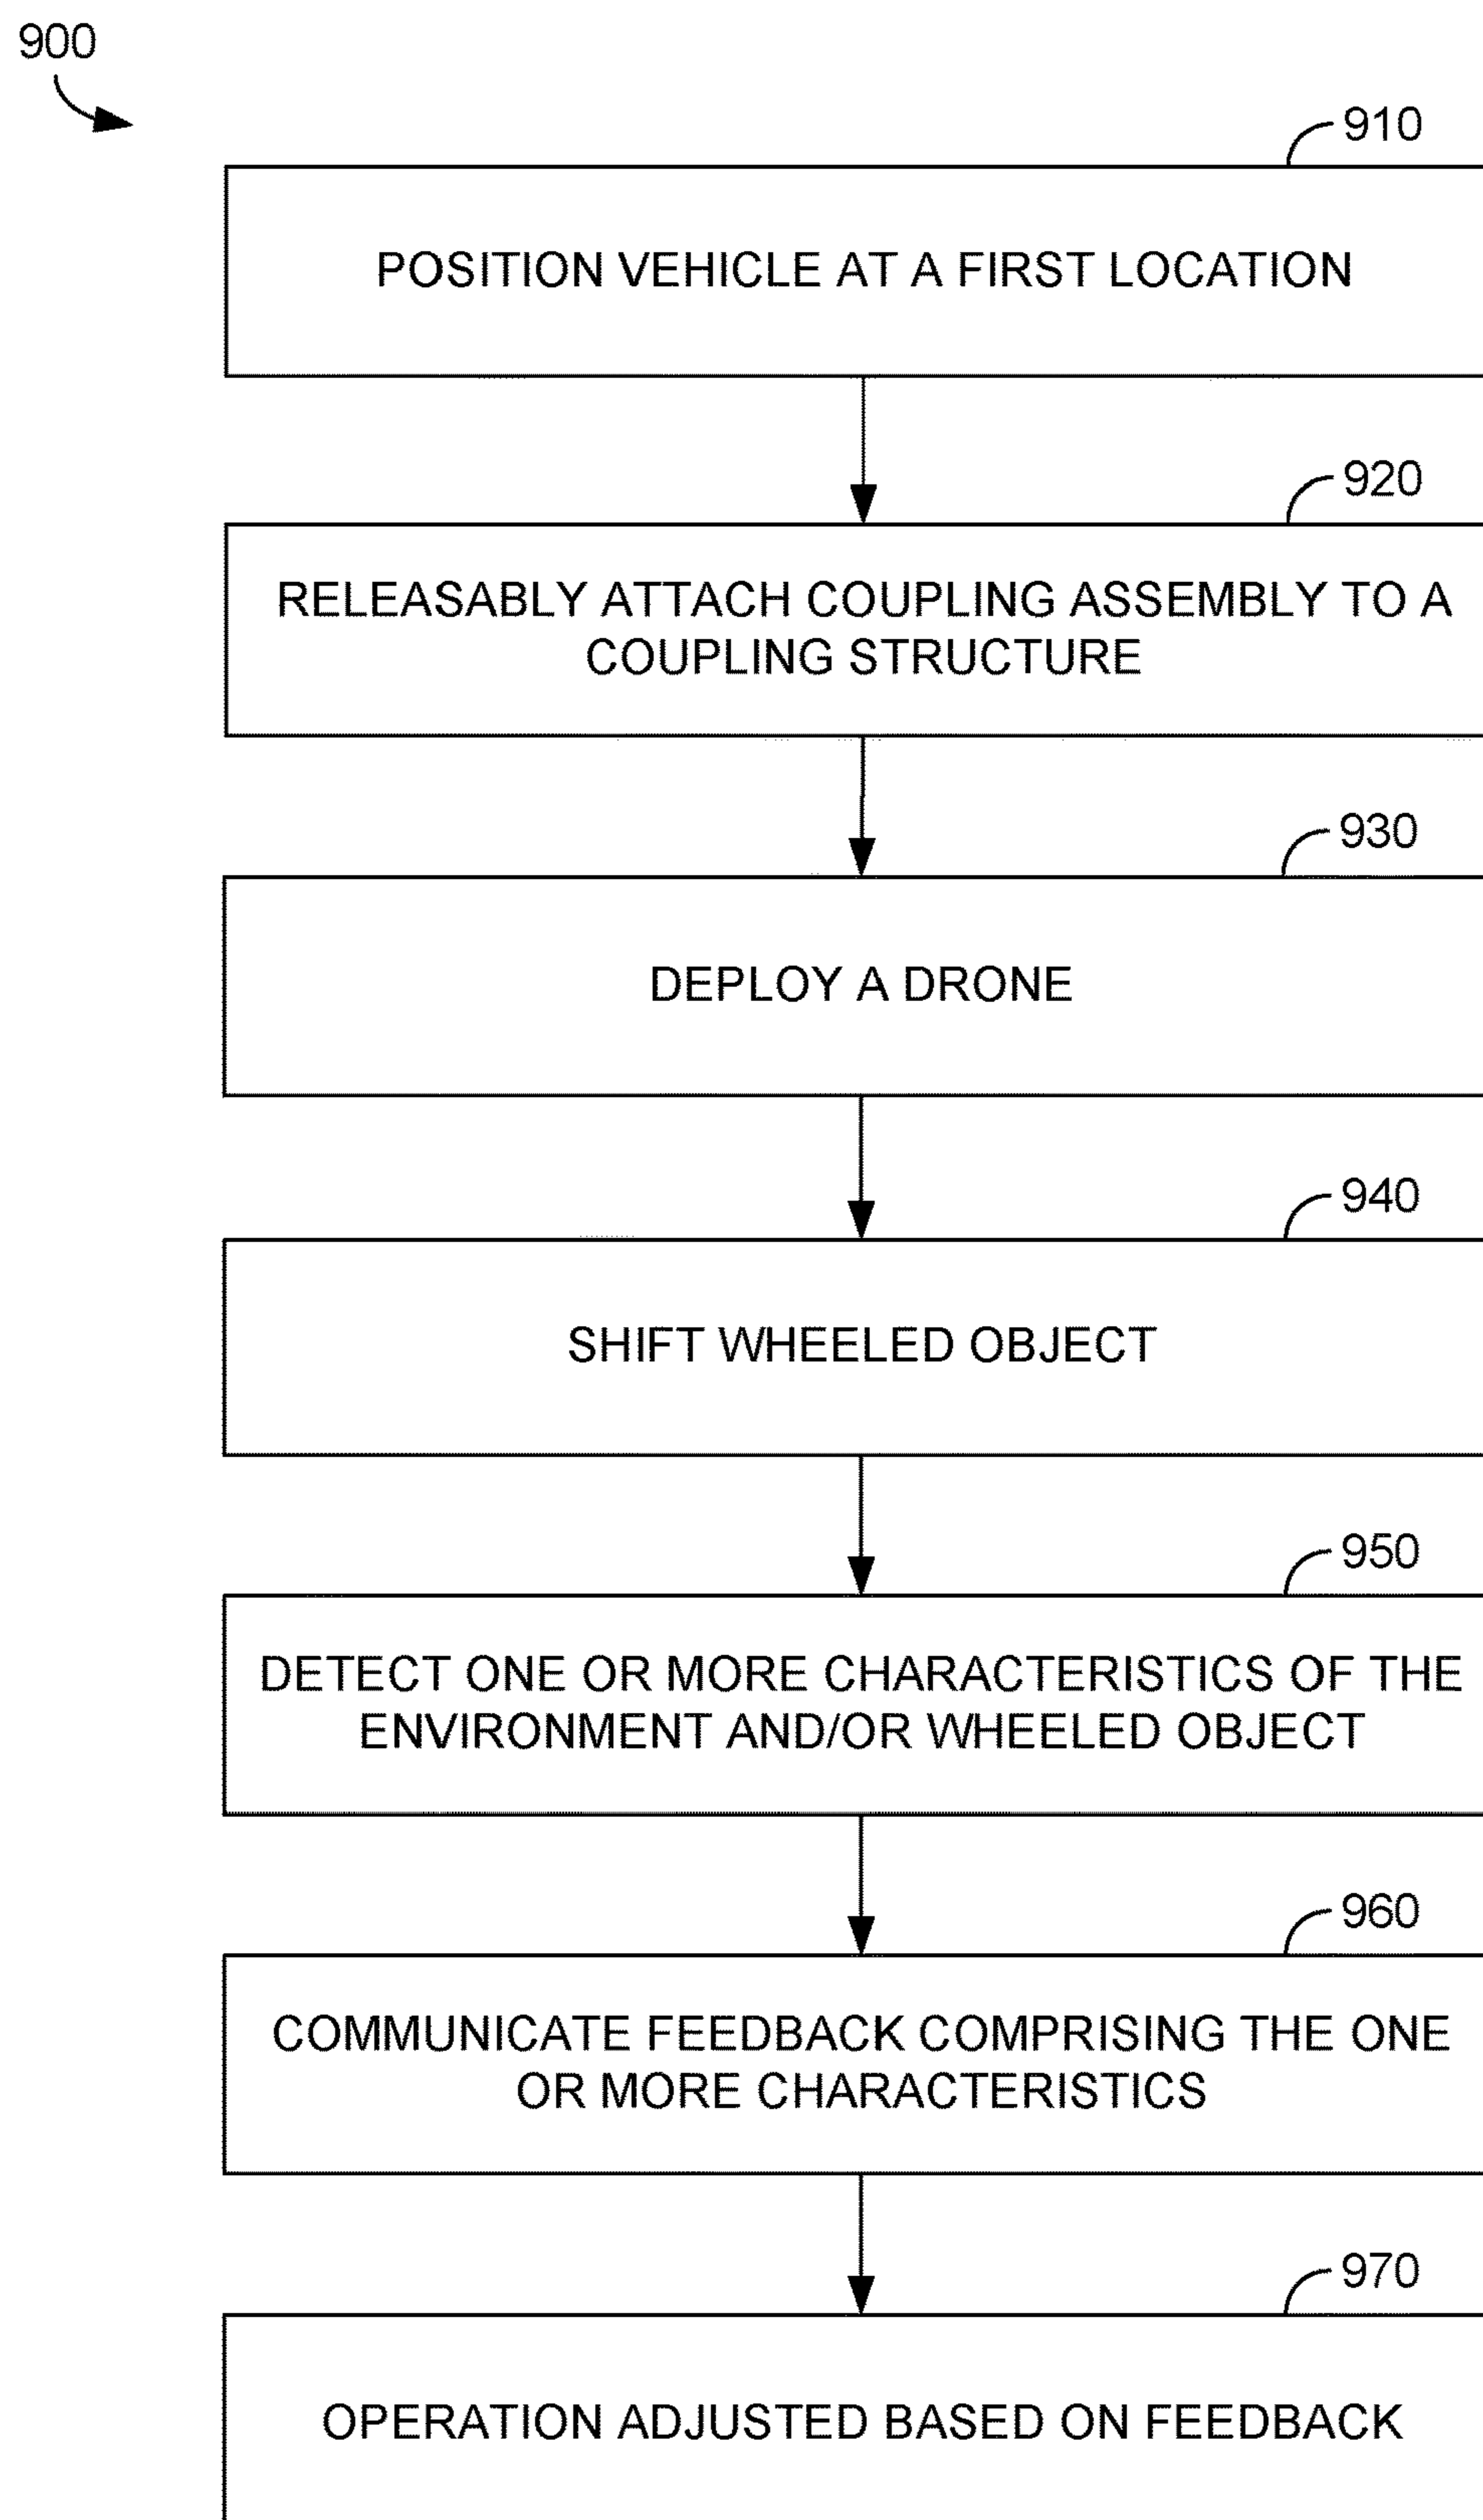 900
910
POSITION VEHICLE AT A FIRST LOCATION
920
RELEASABLY ATTACH COUPLING ASSEMBLY TO A
COUPLING STRUCTURE
930
DEPLOY A DRONE
940
SHIFT WHEELED OBJECT
950
DETECT ONE OR MORE CHARACTERISTICS OF THE
ENVIRONMENT AND/OR WHEELED OBJECT
960
COMMUNICATE FEEDBACK COMPRISING THE ONE
OR MORE CHARACTERISTICS
970
OPERATION ADJUSTED BASED ON FEEDBACK